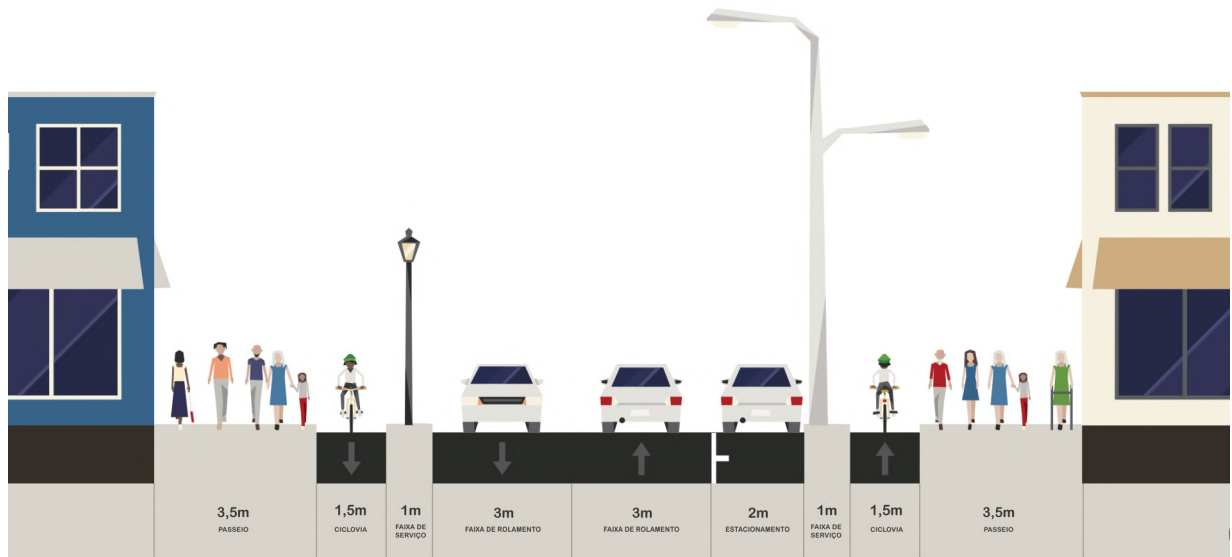 3,5m
PASSEIO
1,5m
CICLOVIA
1m
FAIXA DE
SERVIÇO
3m
FAIXA DE ROLAMENTO
3m
FAIXA DE ROLAMENTO
2m
ESTACIONAMENTO
1m
FAIXA DE
SERVIÇO
1,5m
CICLOVIA
3,5m
PASSEIO